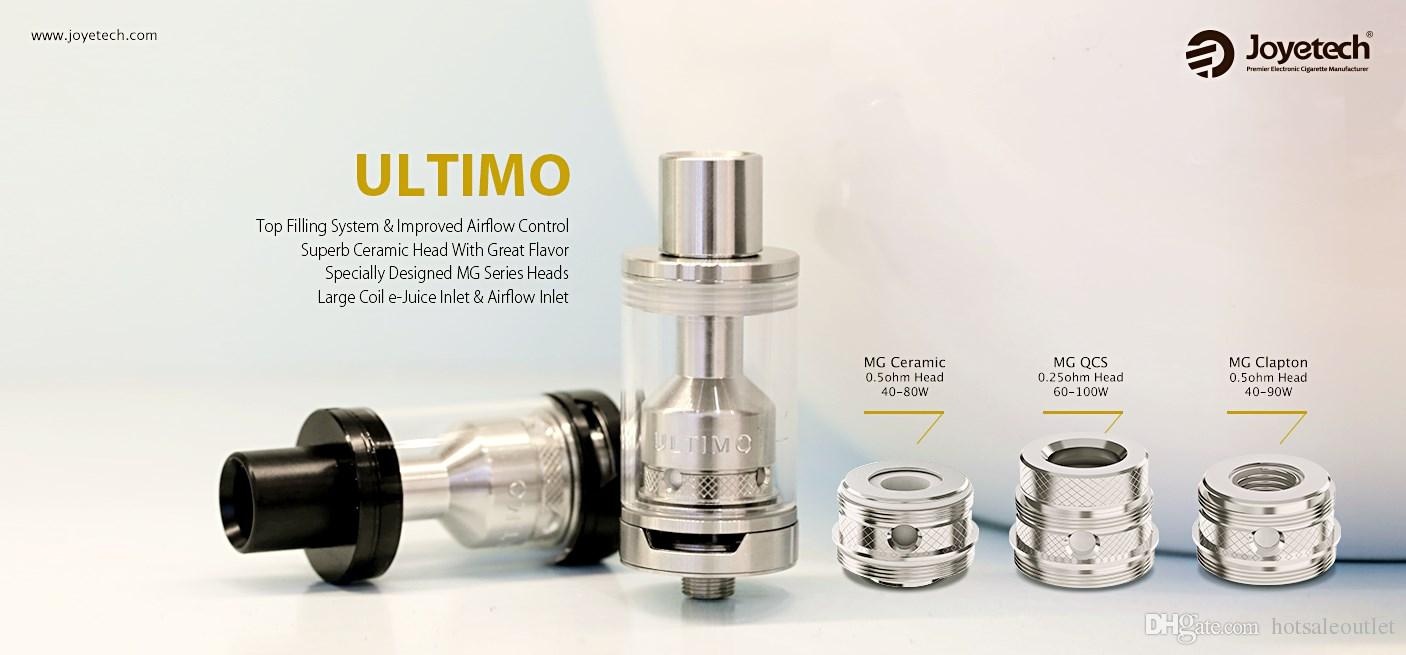 www.joyetech.com
Joyetech®
Premier Electronic Cigarette Manufacturer
ULTIMO
Top Filling System & Improved Airflow Control
Superb Ceramic Head With Great Flavor
Specially Designed MG Series Heads
Large Coil e-Juice Inlet & Airflow Inlet
MG Ceramic
0.5ohm Head
40-80W
MG QCS
0.25ohm Head
60-100W
MG Clapton
0.5ohm Head
40-90W
ULTIMO
ULTIMO
DHgate.com hotsaleoutlet